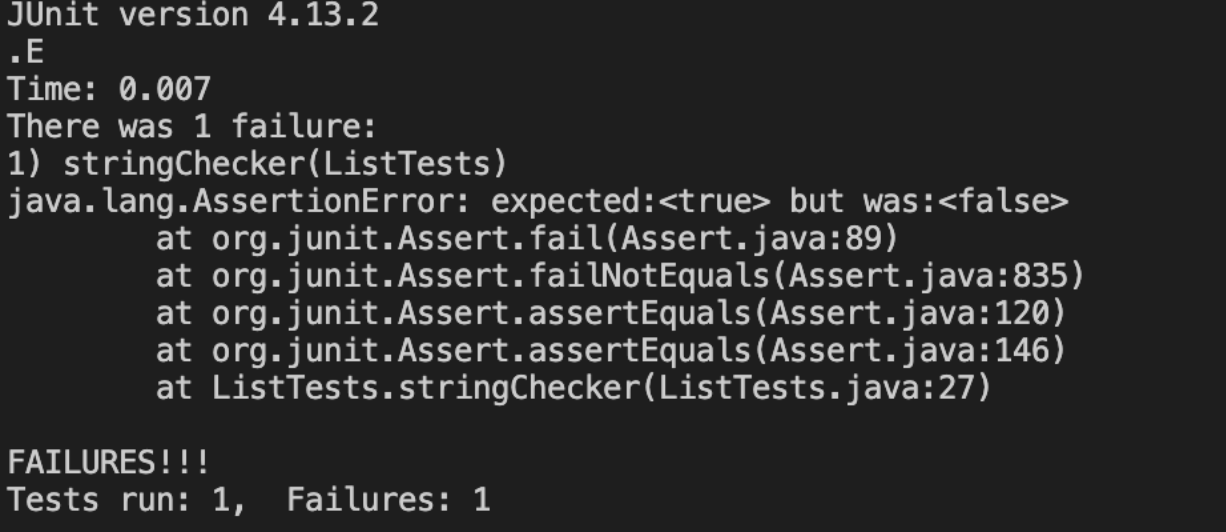 JUnit version 4.13.2
.E
Time: 0.007
There was 1 failure:
1) stringChecker(ListTests)
java.lang.AssertionError: expected:<true> but was:<false>
        at org.junit.Assert.fail(Assert.java:89)
        at org.junit.Assert.failNotEquals(Assert.java:835)
        at org.junit.Assert.assertEquals(Assert.java:120)
        at org.junit.Assert.assertEquals(Assert.java:146)
        at ListTests.stringChecker(ListTests.java:27)

FAILURES!!!
Tests run: 1,  Failures: 1